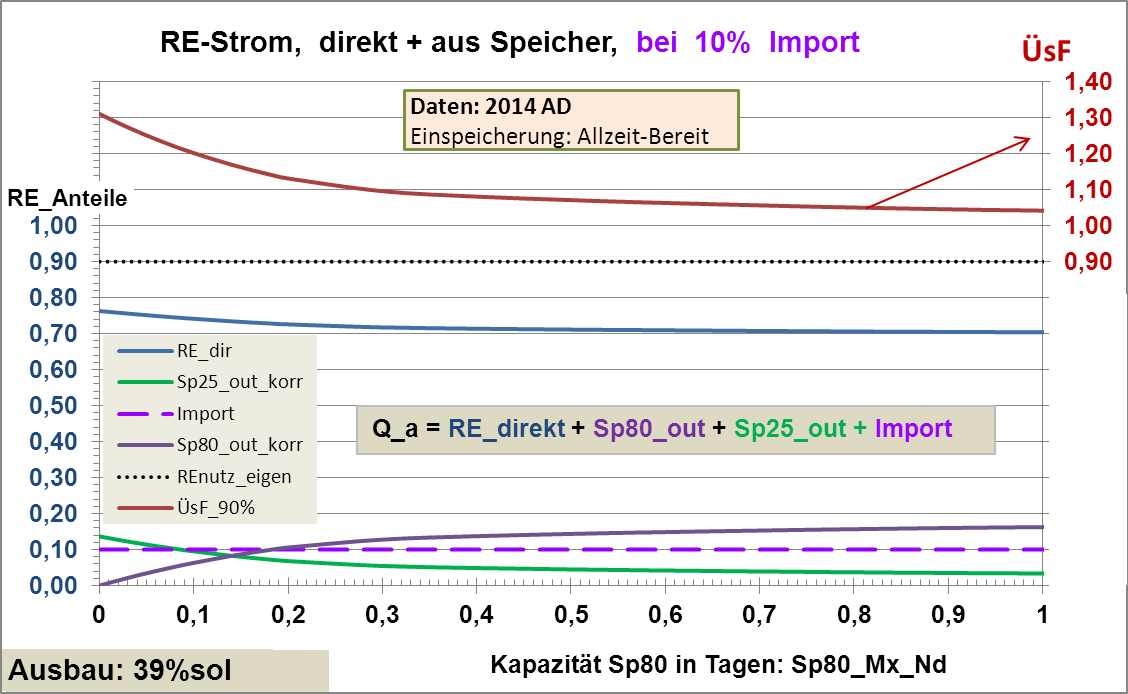 RE-Strom, direkt + aus Speicher, bei 10% Import
ÜsF
Daten: 2014 AD
Einspeicherung: Allzeit-Bereit
1,40
1,30
1,20
1,10
1,00
0,90
RE_Anteile
1,00
0,90
0,80
0,70
0,60
0,50
0,40
0,30
0,20
0,10
0,00
RE_dir
Sp25_out_korr
Import
Sp80_out_korr
REnutz_eigen
ÜsF_90%
Q_a = RE_direkt + Sp80_out + Sp25_out + Import
0 0,1 0,2 0,3 0,4 0,5 0,6 0,7 0,8 0,9 1
Ausbau: 39%sol
Kapazität Sp80 in Tagen: Sp80_Mx_Nd